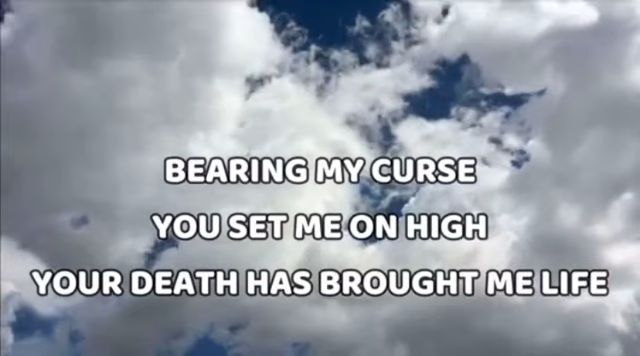 BEARING MY CURSE
YOU SET ME ON HIGH
YOUR DEATH HAS BROUGHT ME LIFE